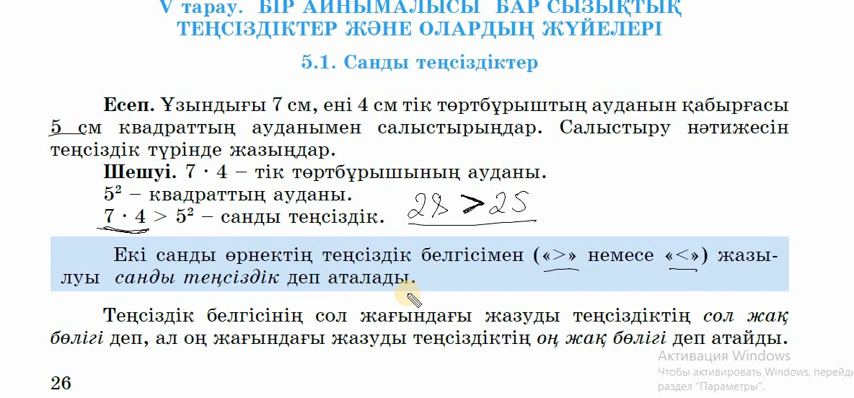 V тарау. БІР АЙНЫМАЛЫСЫ БАР СЫЗЫҚТЫҚ
ТЕҢСІЗДІКТЕР ЖӘНЕ ОЛАРДЫҢ ЖҮЙЕЛЕРІ
5.1. Санды теңсіздіктер
Есеп. Ұзындығы 7 см, ені 4 см тік төртбұрыштың ауданын қабырғасы
5 см квадраттың ауданымен салыстырыңдар. Салыстыру нәтижесін
теңсіздік түрінде жазыңдар.
Шешуі. 7 · 4 – тік төртбұрышының ауданы.
5² – квадраттың ауданы.
7 · 4 > 5² – санды теңсіздік. 28 > 25
Екі санды өрнектің теңсіздік белгісімен («>» немесе «<») жазы-
луы санды теңсіздік деп аталады.
Теңсіздік белгісінің сол жағындағы жазуды теңсіздіктің сол жақ
бөлігі деп, ал оң жағындағы жазуды теңсіздіктің оң жақ бөлігі деп атайды.
Активация Windows
Чтобы активировать Windows, перейди
раздел "Параметры".
26